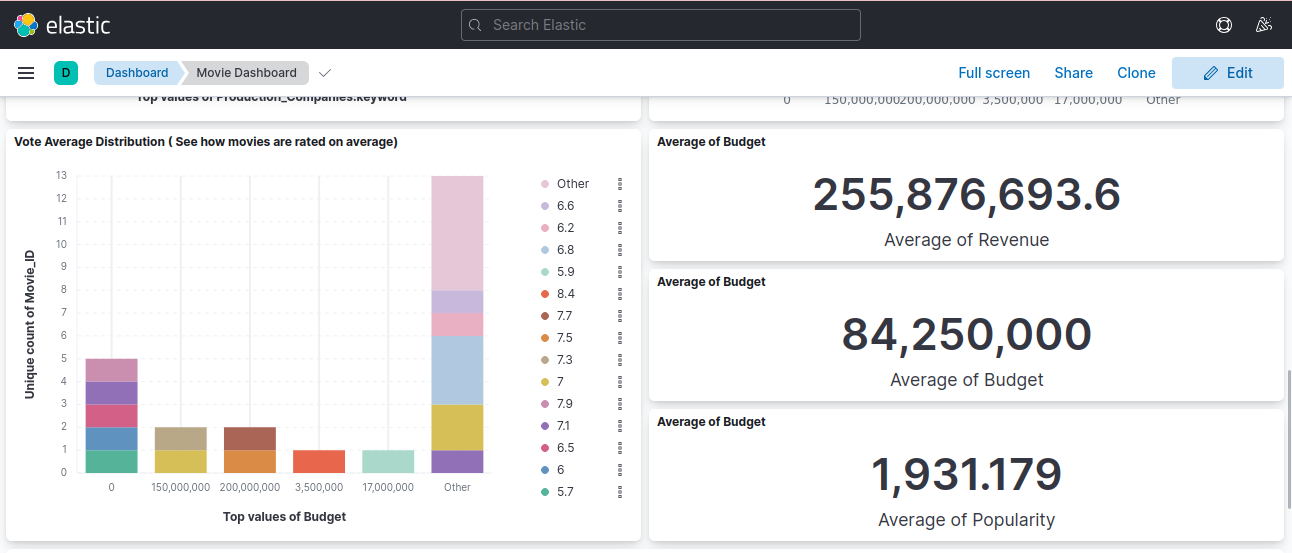 elastic
Search Elastic
D
Dashboard
Movie Dashboard
Full screen
Share
Clone
Edit
Top values of Production_Companies.keyword
0 150,000,000 200,000,000 3,500,000 17,000,000 Other
Vote Average Distribution ( See how movies are rated on average)
Unique count of Movie_ID
13
12
11
10
9
8
7
6
5
4
3
2
1
0
0 150,000,000 200,000,000 3,500,000 17,000,000 Other
Top values of Budget
Other
6.6
6.2
6.8
5.9
8.4
7.7
7.5
7.3
7
7.9
7.1
6.5
6
5.7
Average of Budget
255,876,693.6
Average of Revenue
Average of Budget
84,250,000
Average of Budget
Average of Budget
1,931.179
Average of Popularity